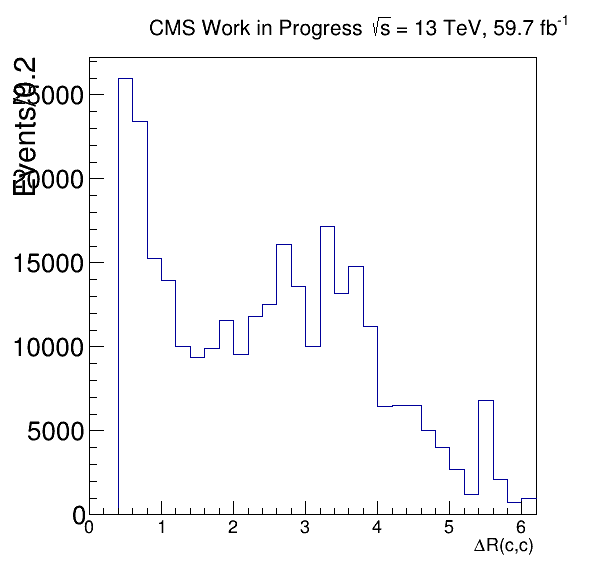 CMS Work in Progress √s = 13 TeV, 59.7 fb⁻¹
Events/0.2
25000
20000
15000
10000
5000
0
0 1 2 3 4 5 6
ΔR(c,c)